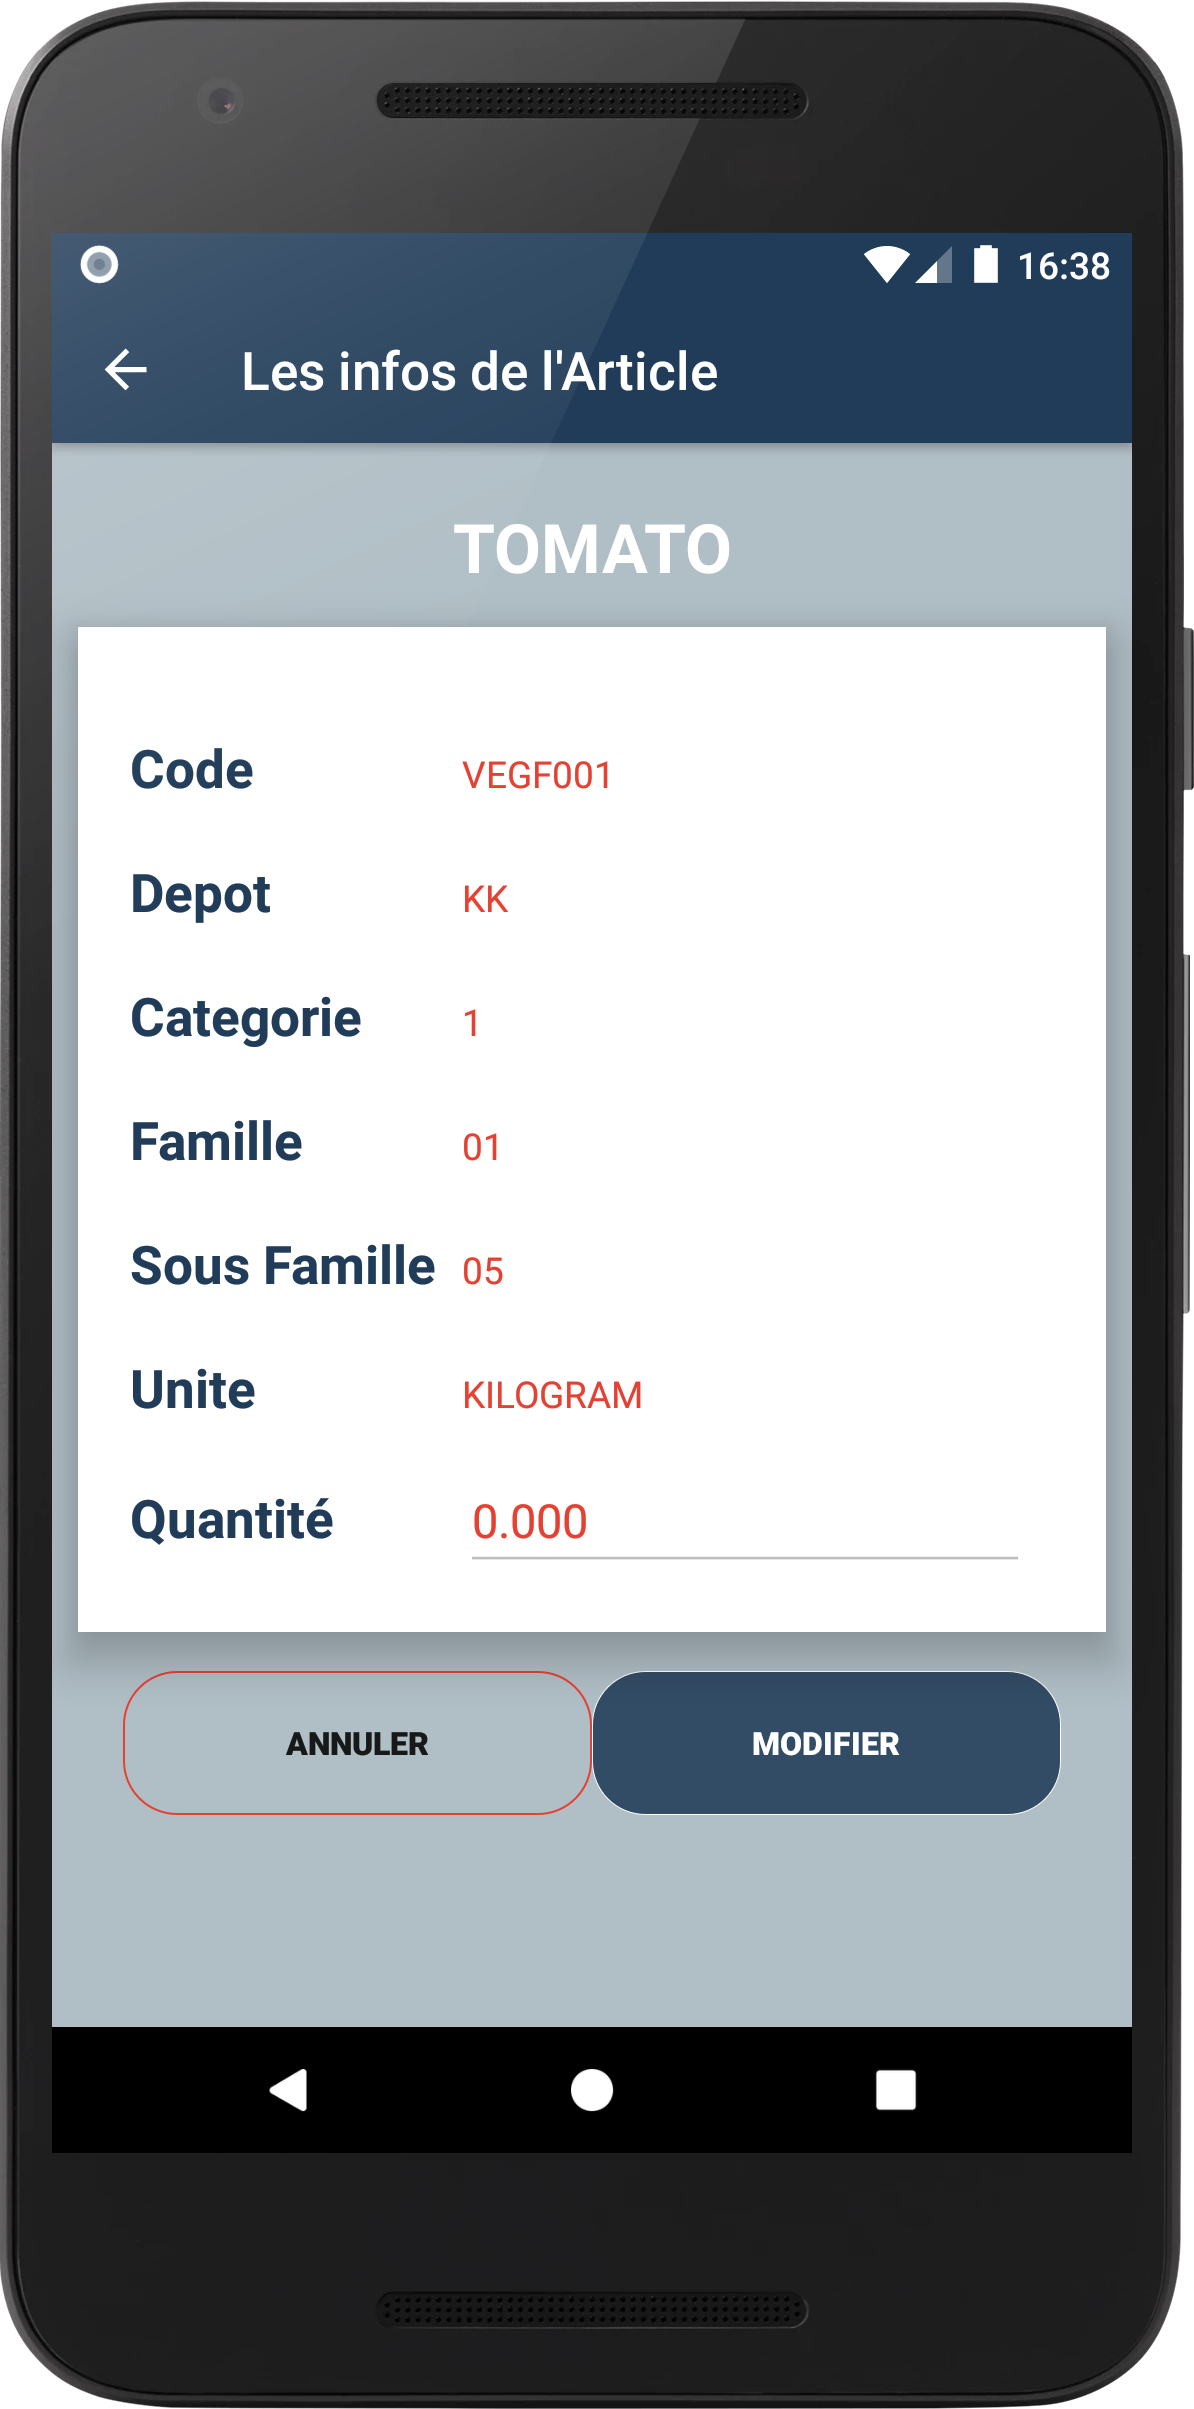 16:38
Les infos de l'Article
TOMATO
Code VEGF001
Depot KK
Categorie 1
Famille 01
Sous Famille 05
Unite KILOGRAM
Quantité 0.000
ANNULER MODIFIER